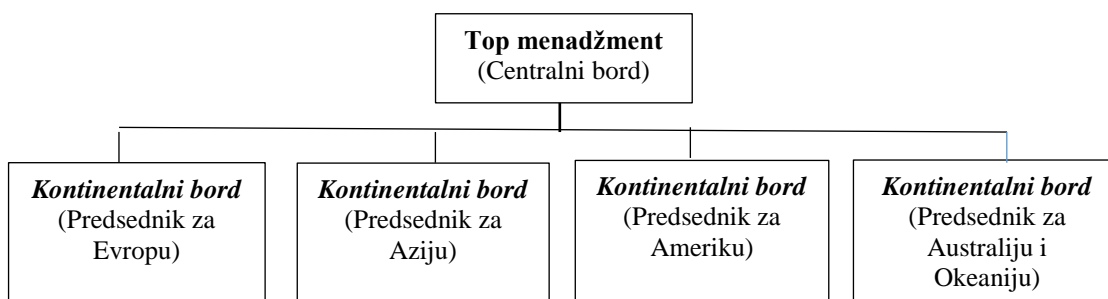 Top menadžment
(Centralni bord)
Kontinentalni bord
(Predsednik za
Evropu)
Kontinentalni bord
(Predsednik za
Aziju)
Kontinentalni bord
(Predsednik za
Ameriku)
Kontinentalni bord
(Predsednik za
Australiju i
Okeaniju)